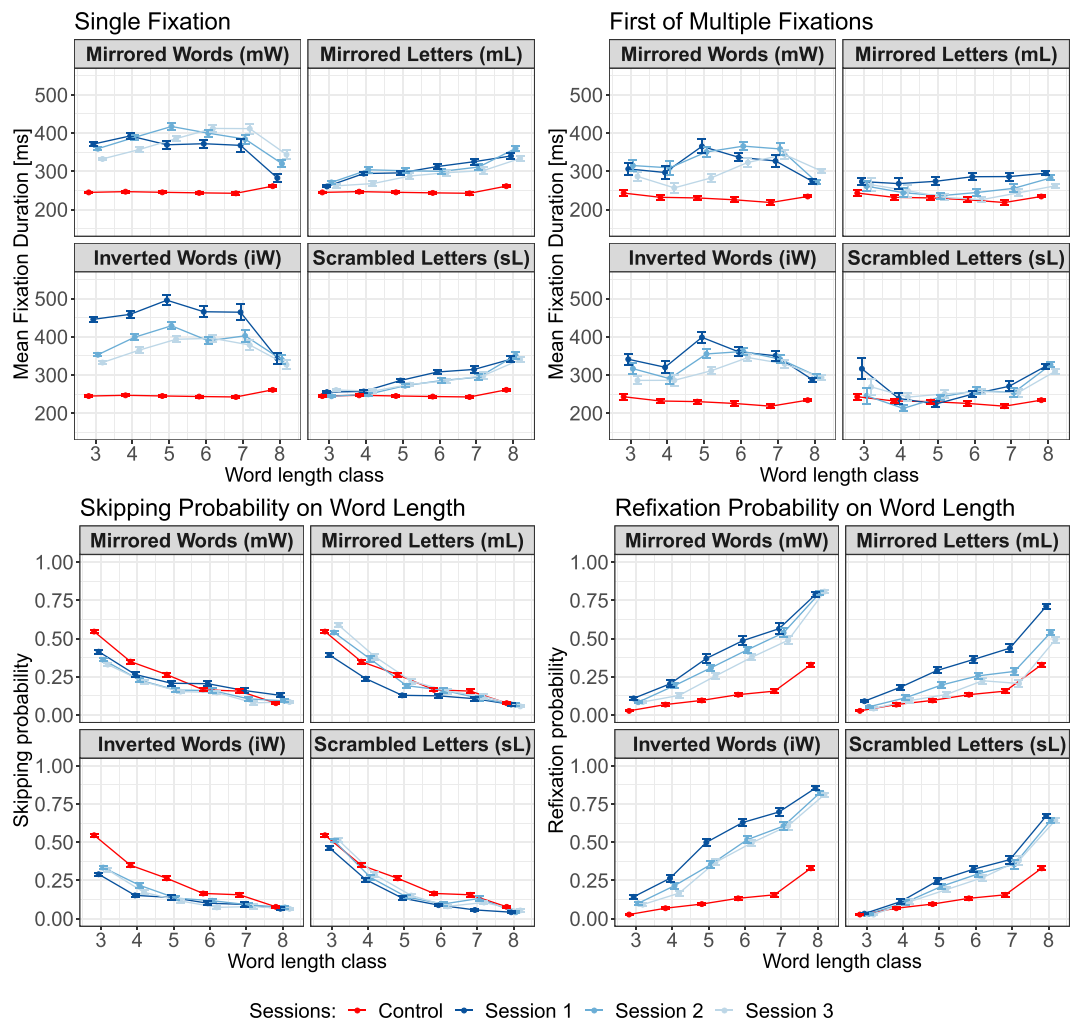 Single Fixation
First of Multiple Fixations
Mirrored Words (mW)
Mirrored Letters (mL)
Mirrored Words (mW)
Mirrored Letters (mL)
500
400
300
200
500
400
300
200
Inverted Words (iW)
Scrambled Letters (sL)
Inverted Words (iW)
Scrambled Letters (sL)
500
400
300
200
500
400
300
200
Mean Fixation Duration [ms]
Mean Fixation Duration [ms]
3 4 5 6 7 8
3 4 5 6 7 8
3 4 5 6 7 8
3 4 5 6 7 8
Word length class
Word length class
Skipping Probability on Word Length
Refixation Probability on Word Length
Mirrored Words (mW)
Mirrored Letters (mL)
Mirrored Words (mW)
Mirrored Letters (mL)
1.00
0.75
0.50
0.25
0.00
1.00
0.75
0.50
0.25
0.00
Inverted Words (iW)
Scrambled Letters (sL)
Inverted Words (iW)
Scrambled Letters (sL)
1.00
0.75
0.50
0.25
0.00
1.00
0.75
0.50
0.25
0.00
Skipping probability
Refixation probability
3 4 5 6 7 8
3 4 5 6 7 8
3 4 5 6 7 8
3 4 5 6 7 8
Word length class
Word length class
Sessions: Control Session 1 Session 2 Session 3